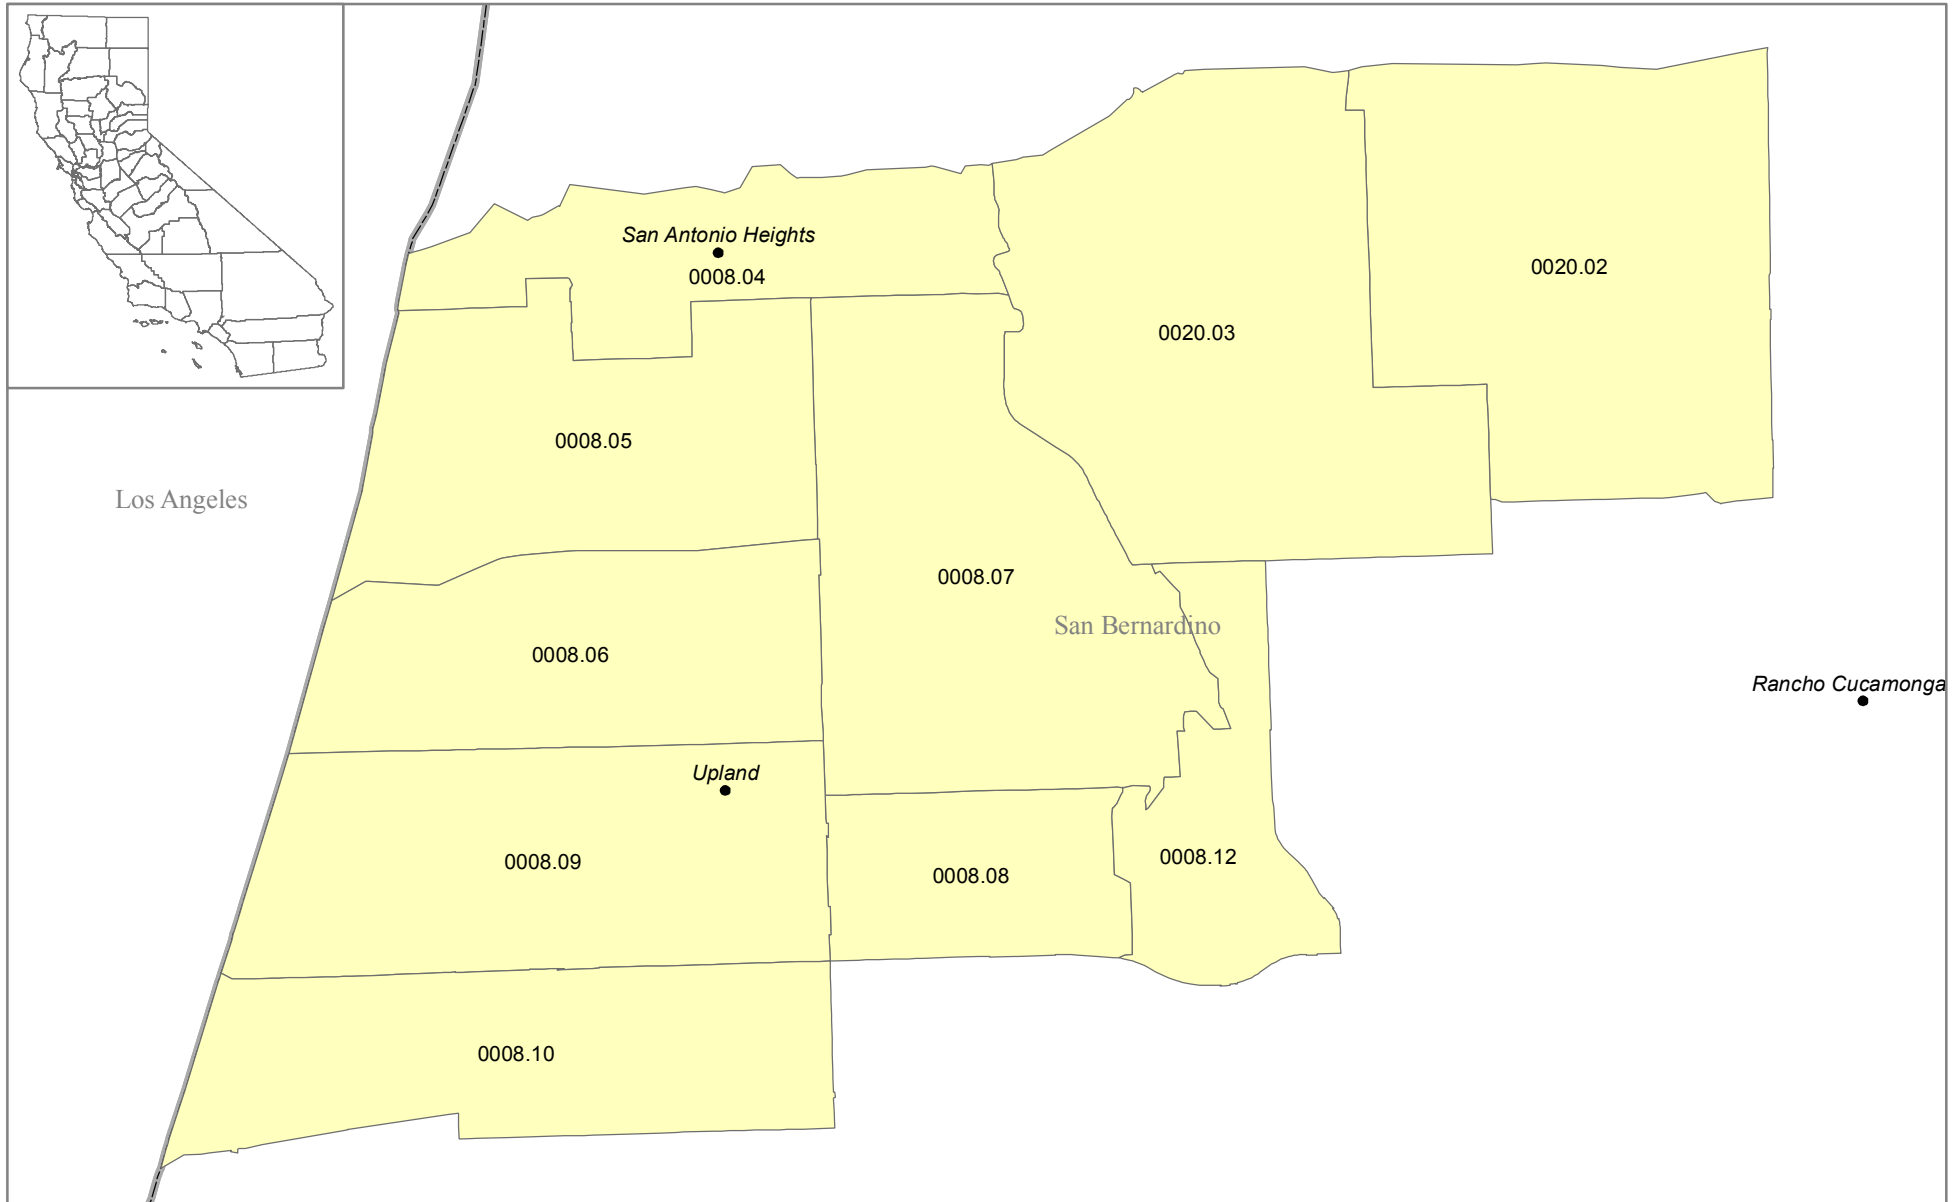 San Antonio Heights
0008.04
0020.02
0020.03
0008.05
Los Angeles
0008.07
San Bernardino
0008.06
Rancho Cucamonga
Upland
0008.09
0008.12
0008.08
0008.10